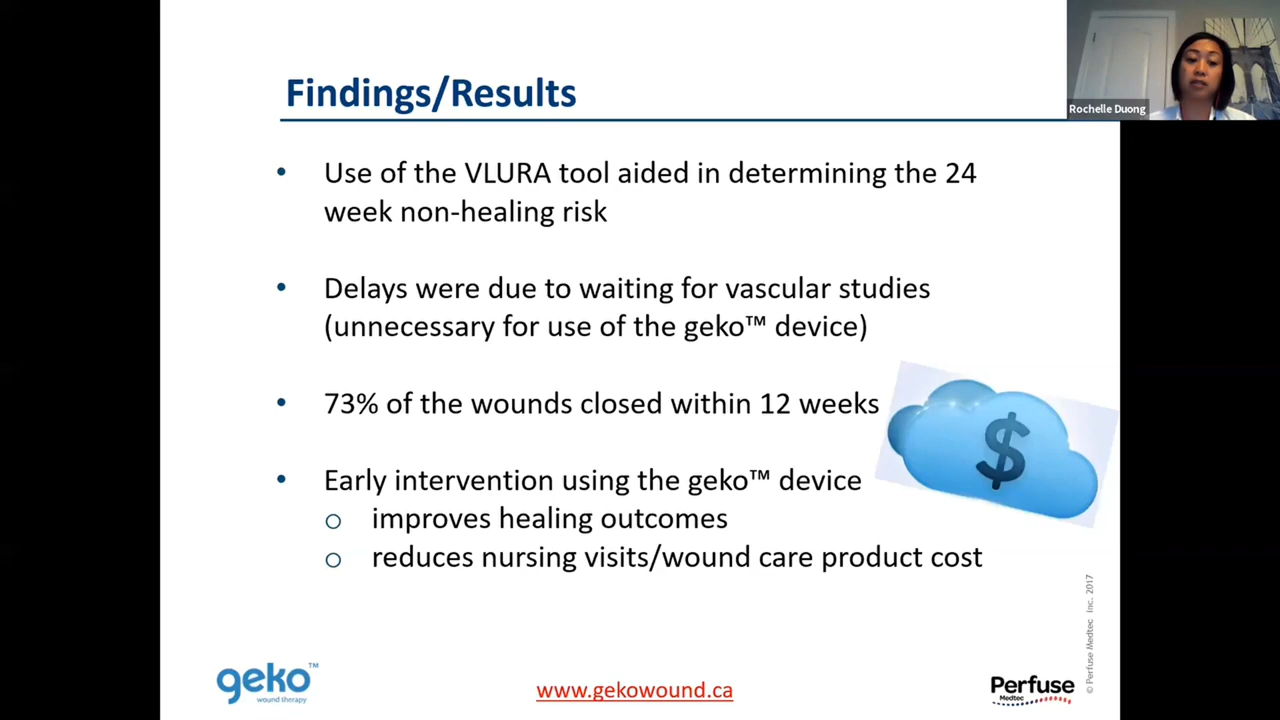 Findings/Results
Rochelle Duong
• Use of the VLURA tool aided in determining the 24
week non-healing risk
• Delays were due to waiting for vascular studies
(unnecessary for use of the geko™ device)
• 73% of the wounds closed within 12 weeks
$
• Early intervention using the geko™ device
o improves healing outcomes
o reduces nursing visits/wound care product cost
© Perfuse Medtec Inc. 2017
geko™
wound therapy
www.gekowound.ca
Perfuse
Medtec